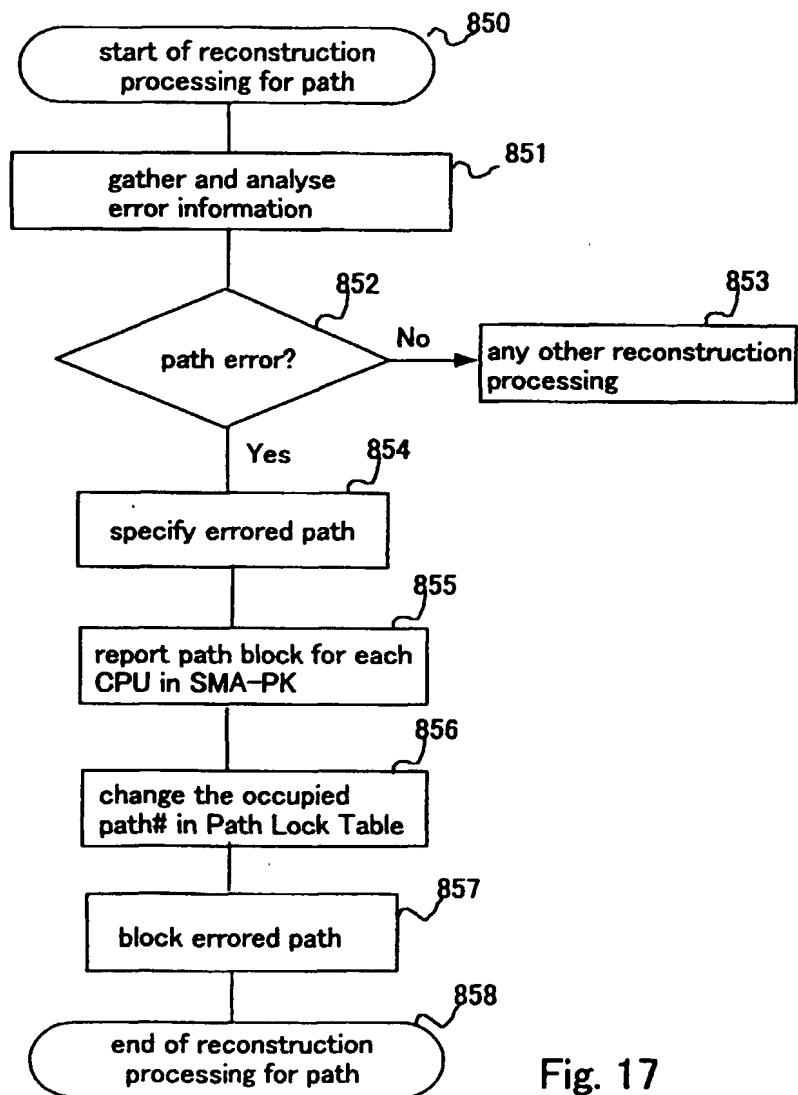 850
start of reconstruction
processing for path
851
gather and analyse
error information
852
path error?
No
853
any other reconstruction
processing
Yes
854
specify errored path
855
report path block for each
CPU in SMA-PK
856
change the occupied
path# in Path Lock Table
857
block errored path
858
end of reconstruction
processing for path
Fig. 17